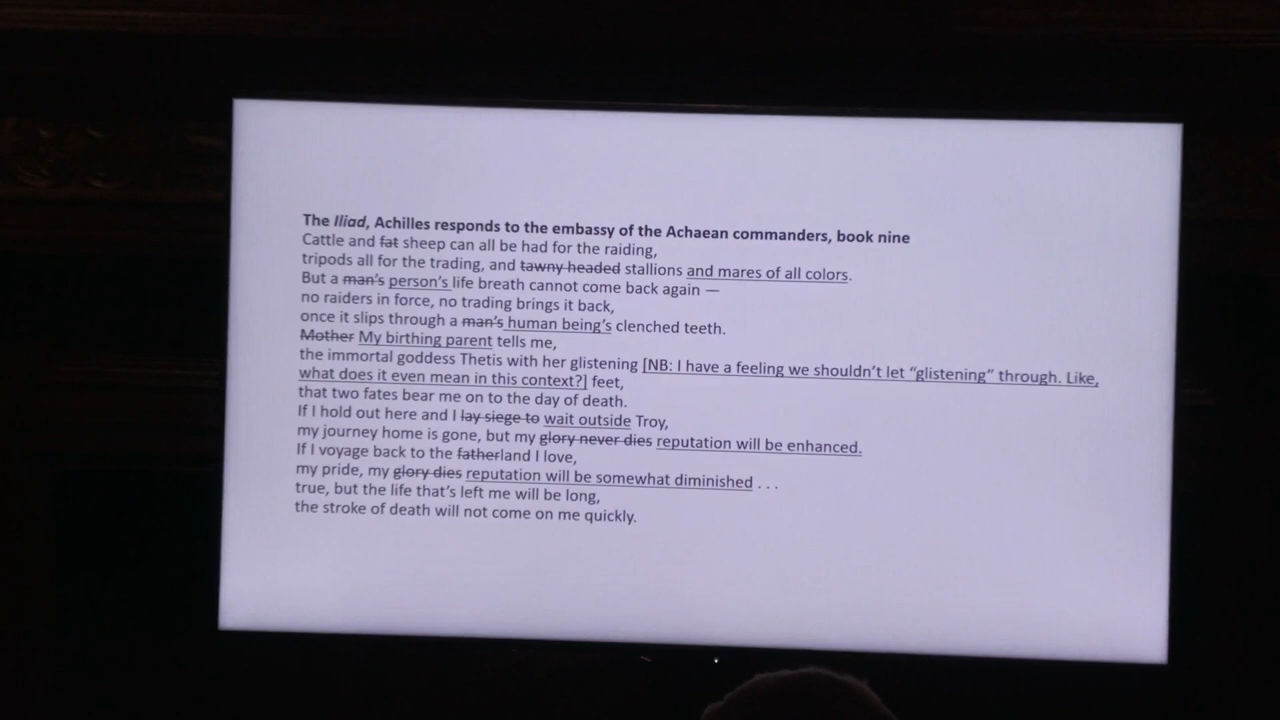 The Iliad, Achilles responds to the embassy of the Achaean commanders, book nine
Cattle and fat sheep can all be had for the raiding,
tripods all for the trading, and tawny headed stallions and mares of all colors.
But a man's person's life breath cannot come back again —
no raiders in force, no trading brings it back,
once it slips through a man's human being's clenched teeth.
Mother My birthing parent tells me,
the immortal goddess Thetis with her glistening [NB: I have a feeling we shouldn't let "glistening" through. Like,
what does it even mean in this context?] feet,
that two fates bear me on to the day of death.
If I hold out here and I lay siege to wait outside Troy,
my journey home is gone, but my glory never dies reputation will be enhanced.
If I voyage back to the fatherland I love,
my pride, my glory dies reputation will be somewhat diminished . . .
true, but the life that's left me will be long,
the stroke of death will not come on me quickly.